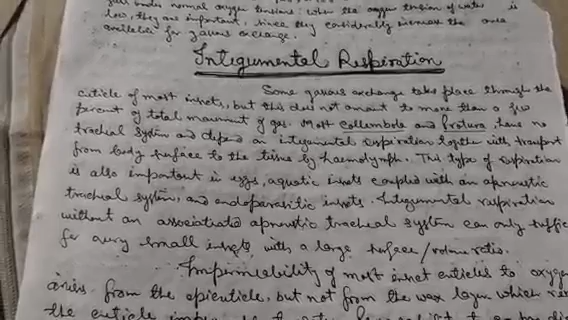 under normal oxygen tensions; when the oxygen tension of water is
low, they are important, since they considerably increase the area
available for gaseous exchange.
Integumental Respiration
Some gaseous exchange takes place through the
cuticle of most insects, but this does not amount to more than a few
percent of total movement of gas. Most Collembola and Protura, have no
tracheal system and depend on integumental respiration together with transport
from body surface to the tissue by haemolymph. This type of respiration
is also important in eggs, aquatic insects coupled with an apneustic
tracheal system, and endoparasitic insects. Integumental respiration
without an associated apneustic tracheal system can only suffice
for very small insects, with a large surface/volume ratio.
Impermeability of most insect cuticles to oxygen
arises from the epicuticle, but not from the wax layer which
the cuticle